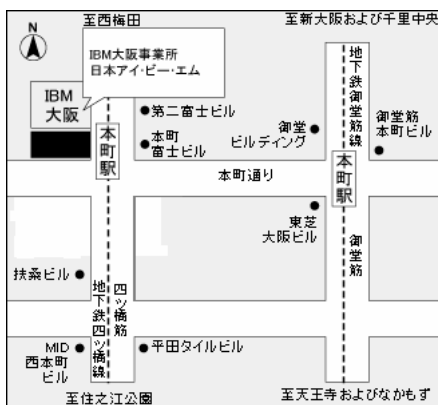 至西梅田
至新大阪および千里中央
N
IBM大阪事業所
日本アイ・ビー・エム
IBM
大阪
第二富士ビル
本町
富士ビル
本町駅
御堂
ビルディング
地下鉄御堂筋線
御堂筋
本町ビル
本町駅
本町通り
東芝
大阪ビル
御堂筋
扶桑ビル
地下鉄四ツ橋線
四ツ橋筋
MID
西本町
ビル
平田タイルビル
至住之江公園
至天王寺およびなかもず